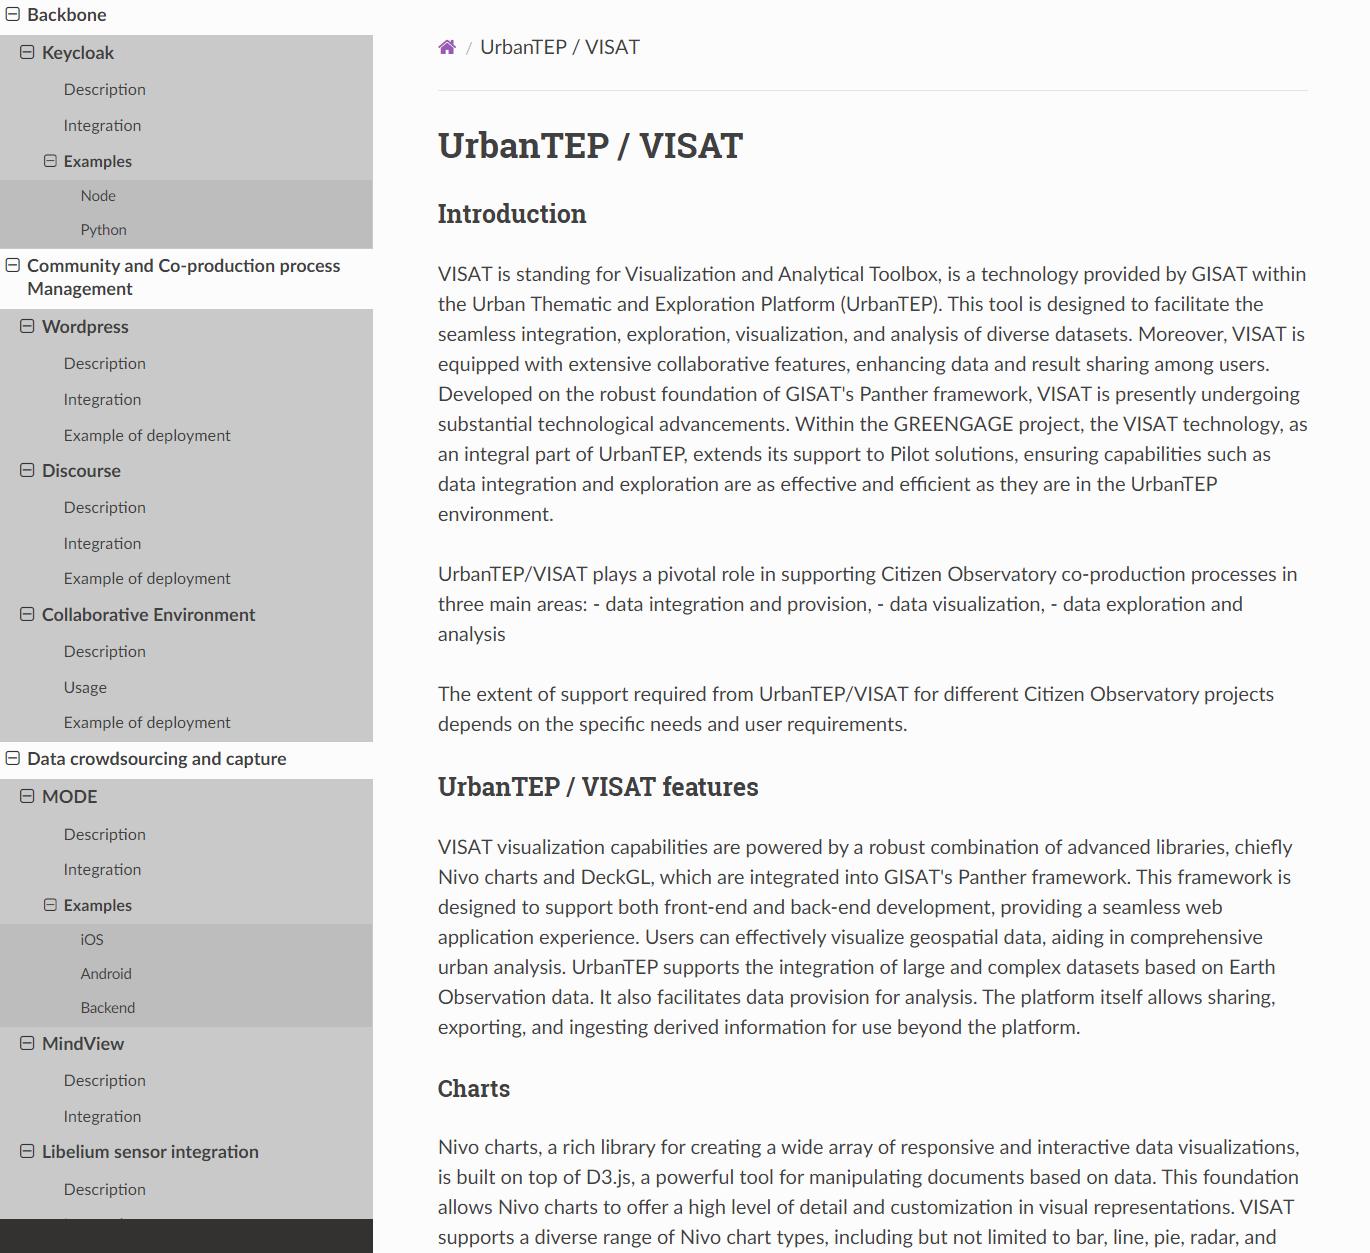 Backbone
Keycloak
Description
Integration
Examples
Node
Python
Community and Co-production process
Management
Wordpress
Description
Integration
Example of deployment
Discourse
Description
Integration
Example of deployment
Collaborative Environment
Description
Usage
Example of deployment
Data crowdsourcing and capture
MODE
Description
Integration
Examples
iOS
Android
Backend
MindView
Description
Integration
Libelium sensor integration
Description
/ UrbanTEP / VISAT
UrbanTEP / VISAT
Introduction
VISAT is standing for Visualization and Analytical Toolbox, is a technology provided by GISAT within
the Urban Thematic and Exploration Platform (UrbanTEP). This tool is designed to facilitate the
seamless integration, exploration, visualization, and analysis of diverse datasets. Moreover, VISAT is
equipped with extensive collaborative features, enhancing data and result sharing among users.
Developed on the robust foundation of GISAT's Panther framework, VISAT is presently undergoing
substantial technological advancements. Within the GREENGAGE project, the VISAT technology, as
an integral part of UrbanTEP, extends its support to Pilot solutions, ensuring capabilities such as
data integration and exploration are as effective and efficient as they are in the UrbanTEP
environment.
UrbanTEP/VISAT plays a pivotal role in supporting Citizen Observatory co-production processes in
three main areas: - data integration and provision, - data visualization, - data exploration and
analysis
The extent of support required from UrbanTEP/VISAT for different Citizen Observatory projects
depends on the specific needs and user requirements.
UrbanTEP / VISAT features
VISAT visualization capabilities are powered by a robust combination of advanced libraries, chiefly
Nivo charts and DeckGL, which are integrated into GISAT's Panther framework. This framework is
designed to support both front-end and back-end development, providing a seamless web
application experience. Users can effectively visualize geospatial data, aiding in comprehensive
urban analysis. UrbanTEP supports the integration of large and complex datasets based on Earth
Observation data. It also facilitates data provision for analysis. The platform itself allows sharing,
exporting, and ingesting derived information for use beyond the platform.
Charts
Nivo charts, a rich library for creating a wide array of responsive and interactive data visualizations,
is built on top of D3.js, a powerful tool for manipulating documents based on data. This foundation
allows Nivo charts to offer a high level of detail and customization in visual representations. VISAT
supports a diverse range of Nivo chart types, including but not limited to bar, line, pie, radar, and